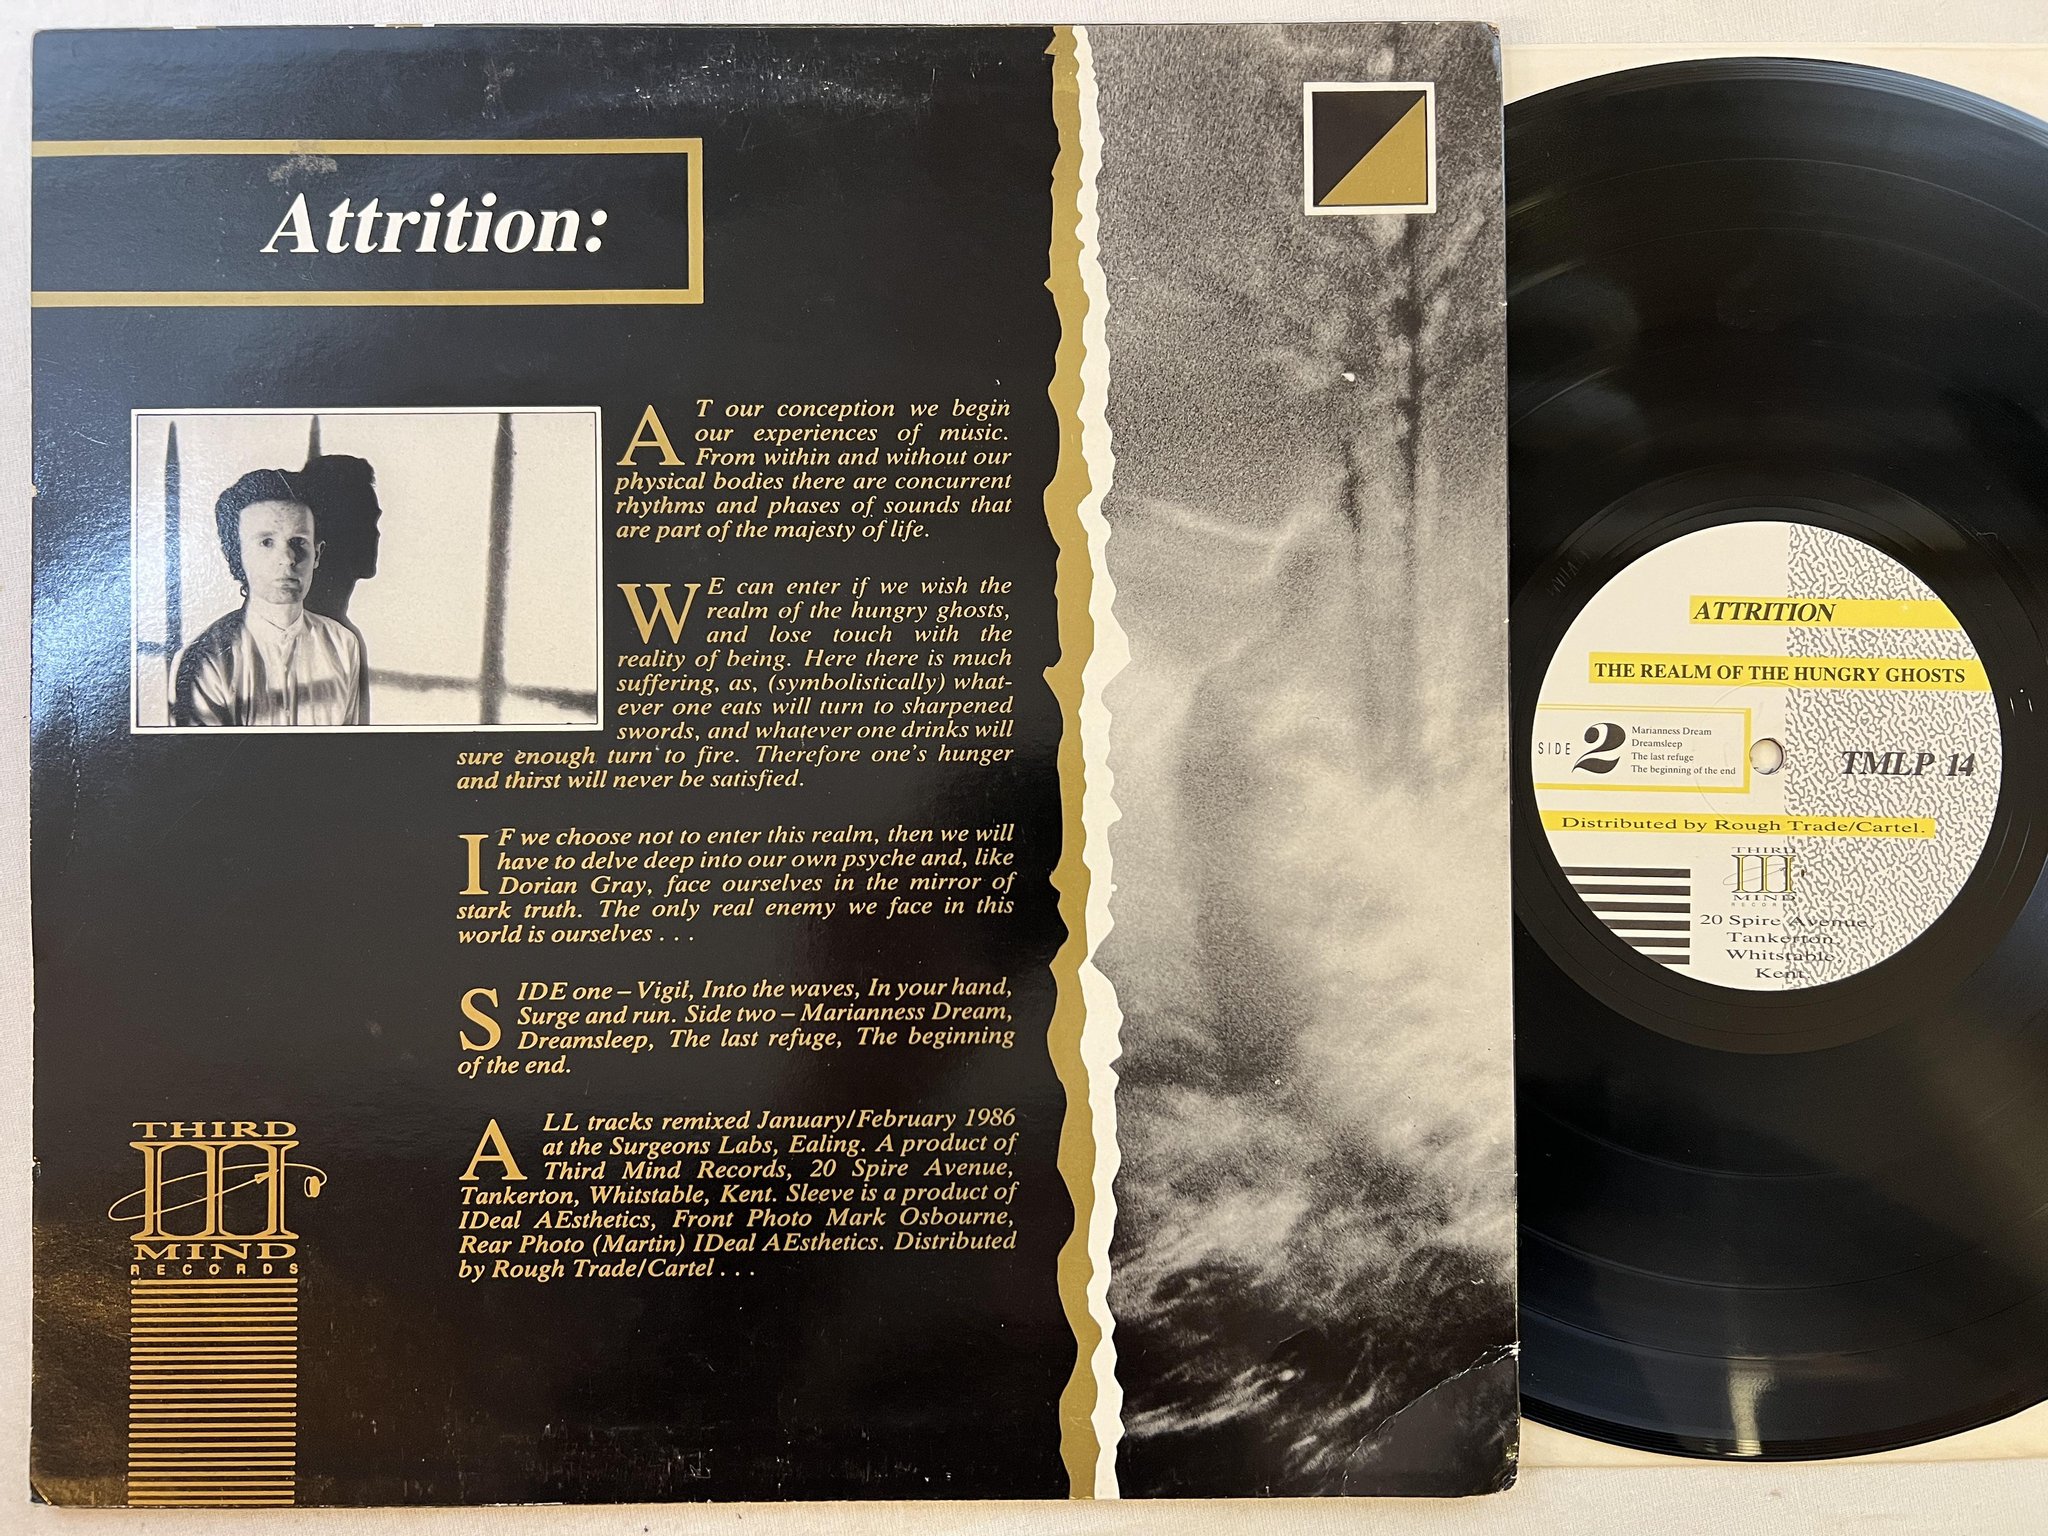 Attrition:
AT our conception we begin
our experiences of music.
From within and without our
physical bodies there are concurrent
rhythms and phases of sounds that
are part of the majesty of life.
WE can enter if we wish the
realm of the hungry ghosts,
and lose touch with the
reality of being. Here there is much
suffering, as, (symbolistically) what-
ever one eats will turn to sharpened
swords, and whatever one drinks will
sure enough turn to fire. Therefore one's hunger
and thirst will never be satisfied.
IF we choose not to enter this realm, then we will
have to delve deep into our own psyche and, like
Dorian Gray, face ourselves in the mirror of
stark truth. The only real enemy we face in this
world is ourselves . . .
SIDE one – Vigil, Into the waves, In your hand,
Surge and run. Side two – Marianness Dream,
Dreamsleep, The last refuge, The beginning
of the end.
ALL tracks remixed January/February 1986
at the Surgeons Labs, Ealing. A product of
Third Mind Records, 20 Spire Avenue,
Tankerton, Whitstable, Kent. Sleeve is a product of
IDeal AEsthetics, Front Photo Mark Osbourne,
Rear Photo (Martin) IDeal AEsthetics. Distributed
by Rough Trade/Cartel . . .
THIRD
III
MIND
RECORDS
ATTRITION
THE REALM OF THE HUNGRY GHOSTS
SIDE 2
Marianness Dream
Dreamsleep
The last refuge
The beginning of the end
TMLP 14
Distributed by Rough Trade/Cartel.
THIRD
III
MIND
RECORDS
20 Spire Avenue,
Tankerton,
Whitstable,
Kent.